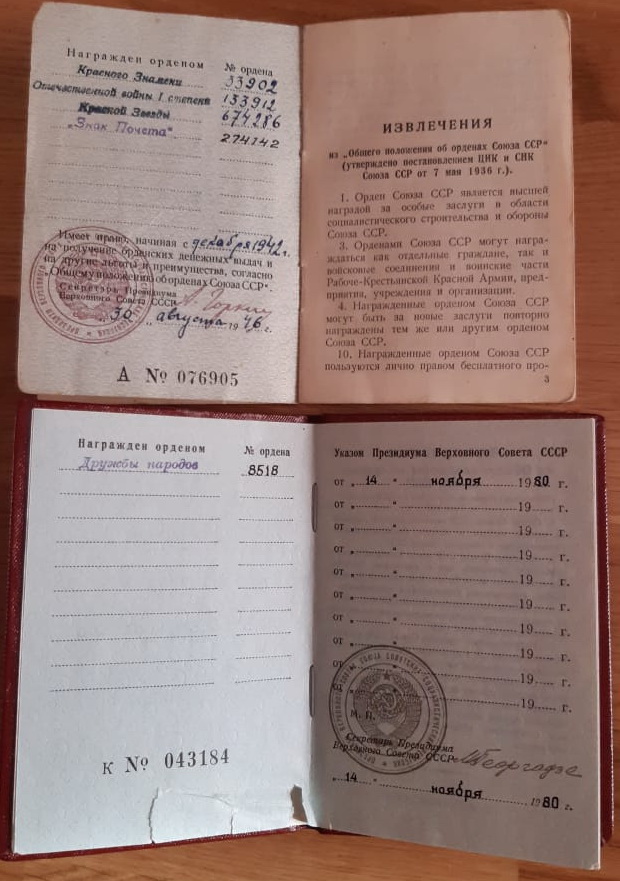 Награжден орденом № ордена
Красного Знамени 33902
Отечественной войны I степени 133912
Красной Звезды 674286
„Знак Почета" 274142
Имеет право, начиная с декабря 1942 г.
на получение орденских денежных выдач и
на другие льготы и преимущества, согласно
„Общему положению об орденах Союза ССР".
Секретарь Президиума
Верховного Совета СССР А. Горкин
„30" августа 1946 г.
А № 076905
ИЗВЛЕЧЕНИЯ
из „Общего положения об орденах Союза ССР"
(утверждено постановлением ЦИК и СНК
Союза ССР от 7 мая 1936 г.).
1. Орден Союза ССР является высшей
наградой за особые заслуги в области
социалистического строительства и обороны
Союза ССР.
3. Орденами Союза ССР могут награ-
ждаться как отдельные граждане, так и
войсковые соединения и воинские части
Рабоче-Крестьянской Красной Армии, пред-
приятия, учреждения и организации.
4. Награжденные орденом Союза ССР
могут быть за новые заслуги повторно
награждены тем же или другим орденом
Союза ССР.
10. Награжденные орденом Союза ССР
пользуются лично правом бесплатного про-
3
Награжден орденом № ордена
Дружбы народов 8518
К № 043184
Указом Президиума Верховного Совета СССР
от „ 14 " ноября 1980 г.
от „ " 19 г.
от „ " 19 г.
от „ " 19 г.
от „ " 19 г.
от „ " 19 г.
от „ " 19 г.
от „ " 19 г.
от „ " 19 г.
от 19 г.
М. П.
Секретарь Президиума
Верховного Совета СССР М. Георгадзе
„ 14 " ноября 1980 г.